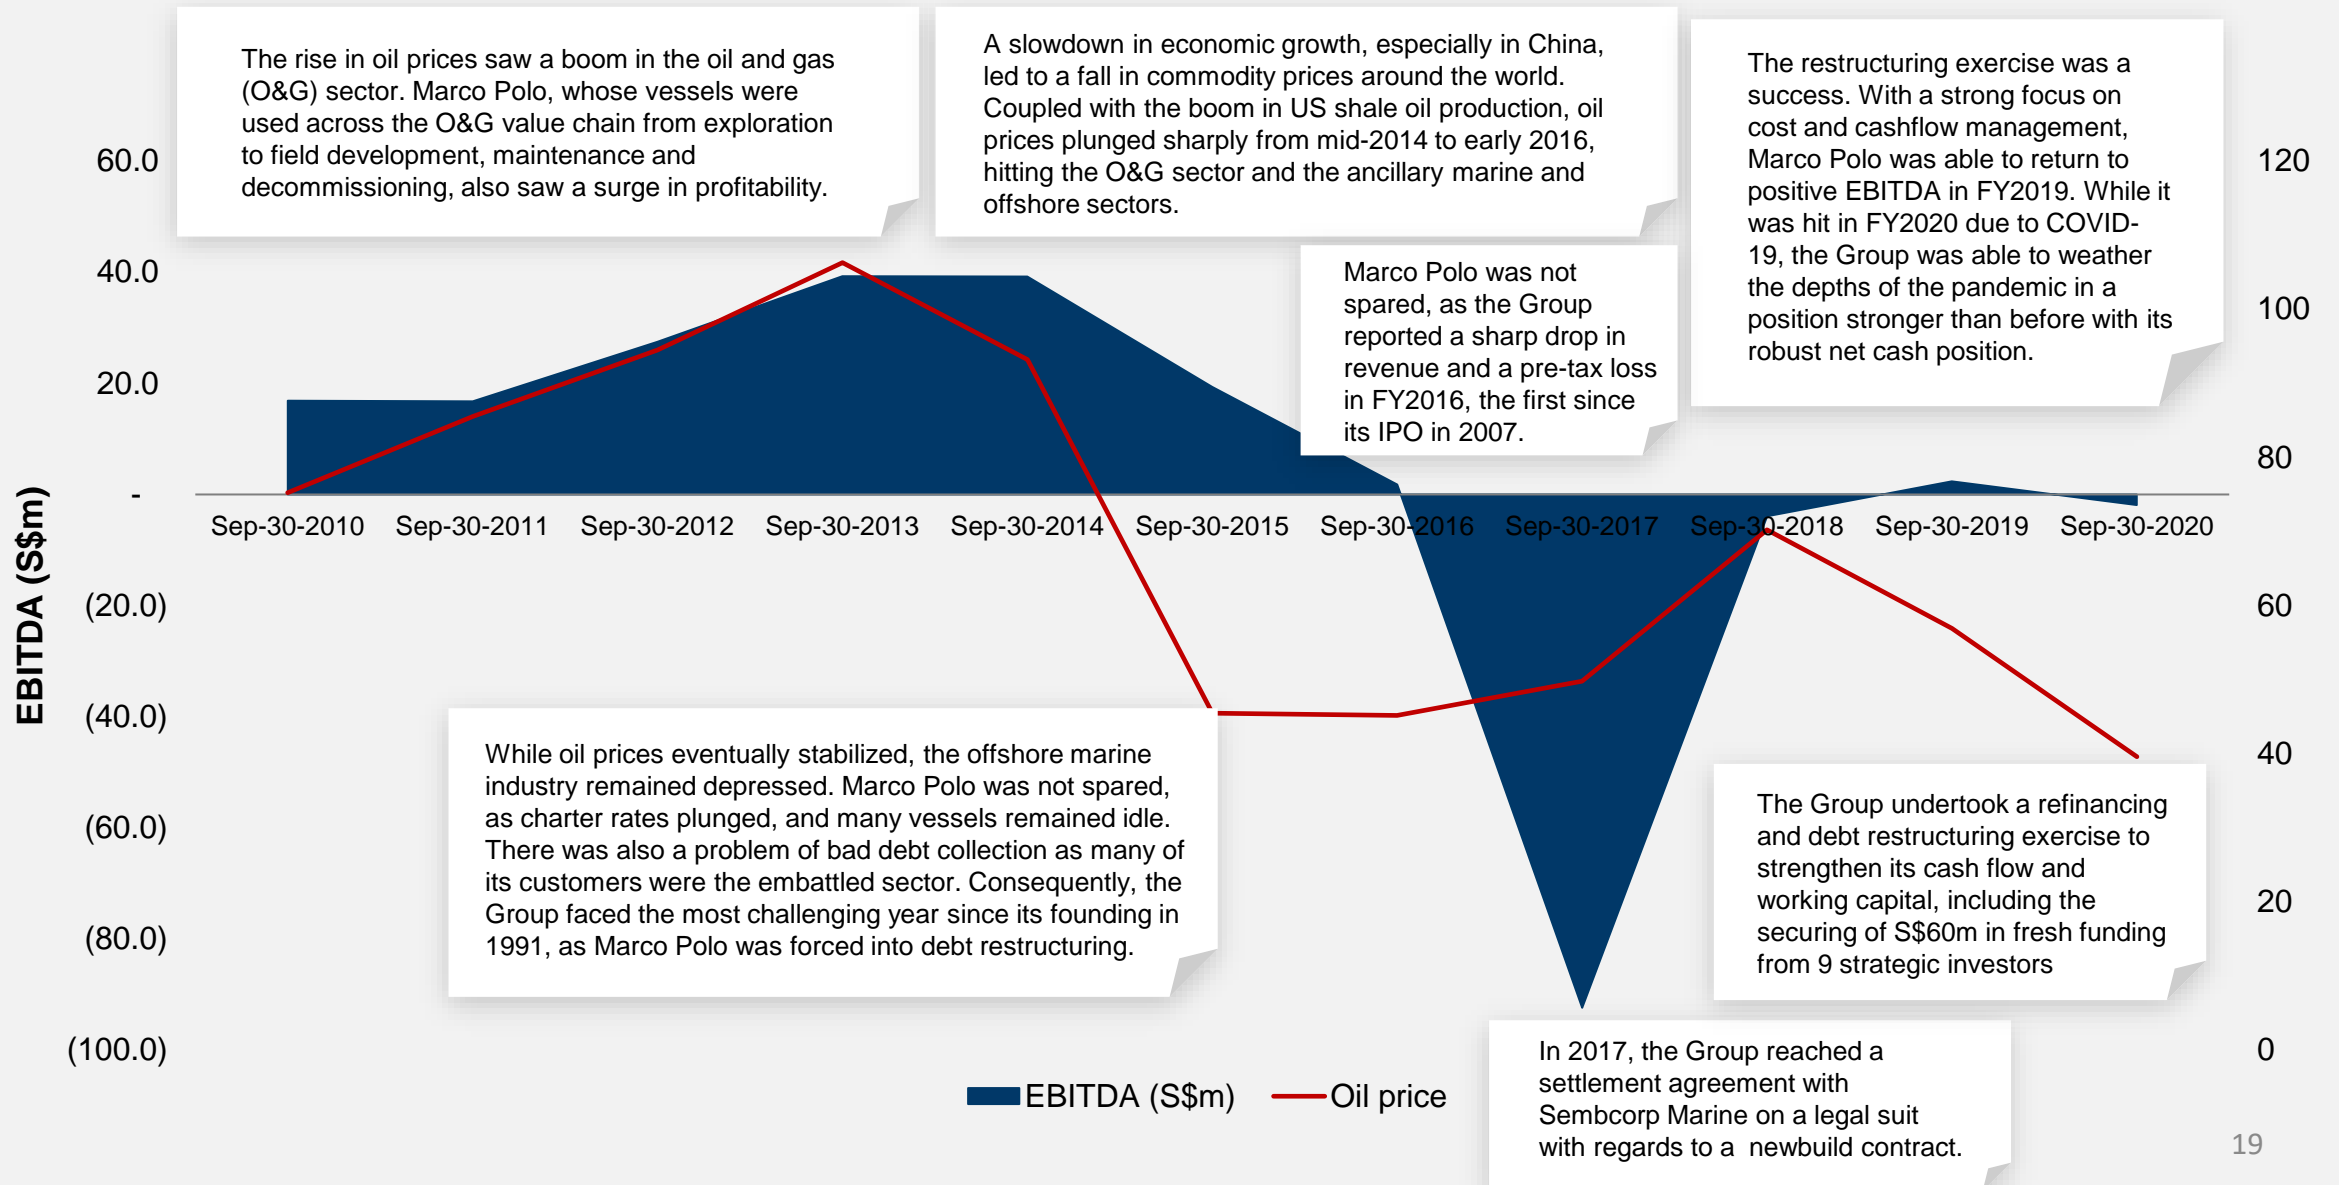 The rise in oil prices saw a boom in the oil and gas
(O&G) sector. Marco Polo, whose vessels were
used across the O&G value chain from exploration
to field development, maintenance and
decommissioning, also saw a surge in profitability.
A slowdown in economic growth, especially in China,
led to a fall in commodity prices around the world.
Coupled with the boom in US shale oil production, oil
prices plunged sharply from mid-2014 to early 2016,
hitting the O&G sector and the ancillary marine and
offshore sectors.
The restructuring exercise was a
success. With a strong focus on
cost and cashflow management,
Marco Polo was able to return to
positive EBITDA in FY2019. While it
was hit in FY2020 due to COVID-
19, the Group was able to weather
the depths of the pandemic in a
position stronger than before with its
robust net cash position.
Marco Polo was not
spared, as the Group
reported a sharp drop in
revenue and a pre-tax loss
in FY2016, the first since
its IPO in 2007.
EBITDA (S$m)
60.0
40.0
20.0
-
(20.0)
(40.0)
(60.0)
(80.0)
(100.0)
120
100
80
60
40
20
0
Sep-30-2010 Sep-30-2011 Sep-30-2012 Sep-30-2013 Sep-30-2014 Sep-30-2015 Sep-30-2016 Sep-30-2017 Sep-30-2018 Sep-30-2019 Sep-30-2020
While oil prices eventually stabilized, the offshore marine
industry remained depressed. Marco Polo was not spared,
as charter rates plunged, and many vessels remained idle.
There was also a problem of bad debt collection as many of
its customers were the embattled sector. Consequently, the
Group faced the most challenging year since its founding in
1991, as Marco Polo was forced into debt restructuring.
The Group undertook a refinancing
and debt restructuring exercise to
strengthen its cash flow and
working capital, including the
securing of S$60m in fresh funding
from 9 strategic investors
In 2017, the Group reached a
settlement agreement with
Sembcorp Marine on a legal suit
with regards to a  newbuild contract.
EBITDA (S$m) Oil price
19